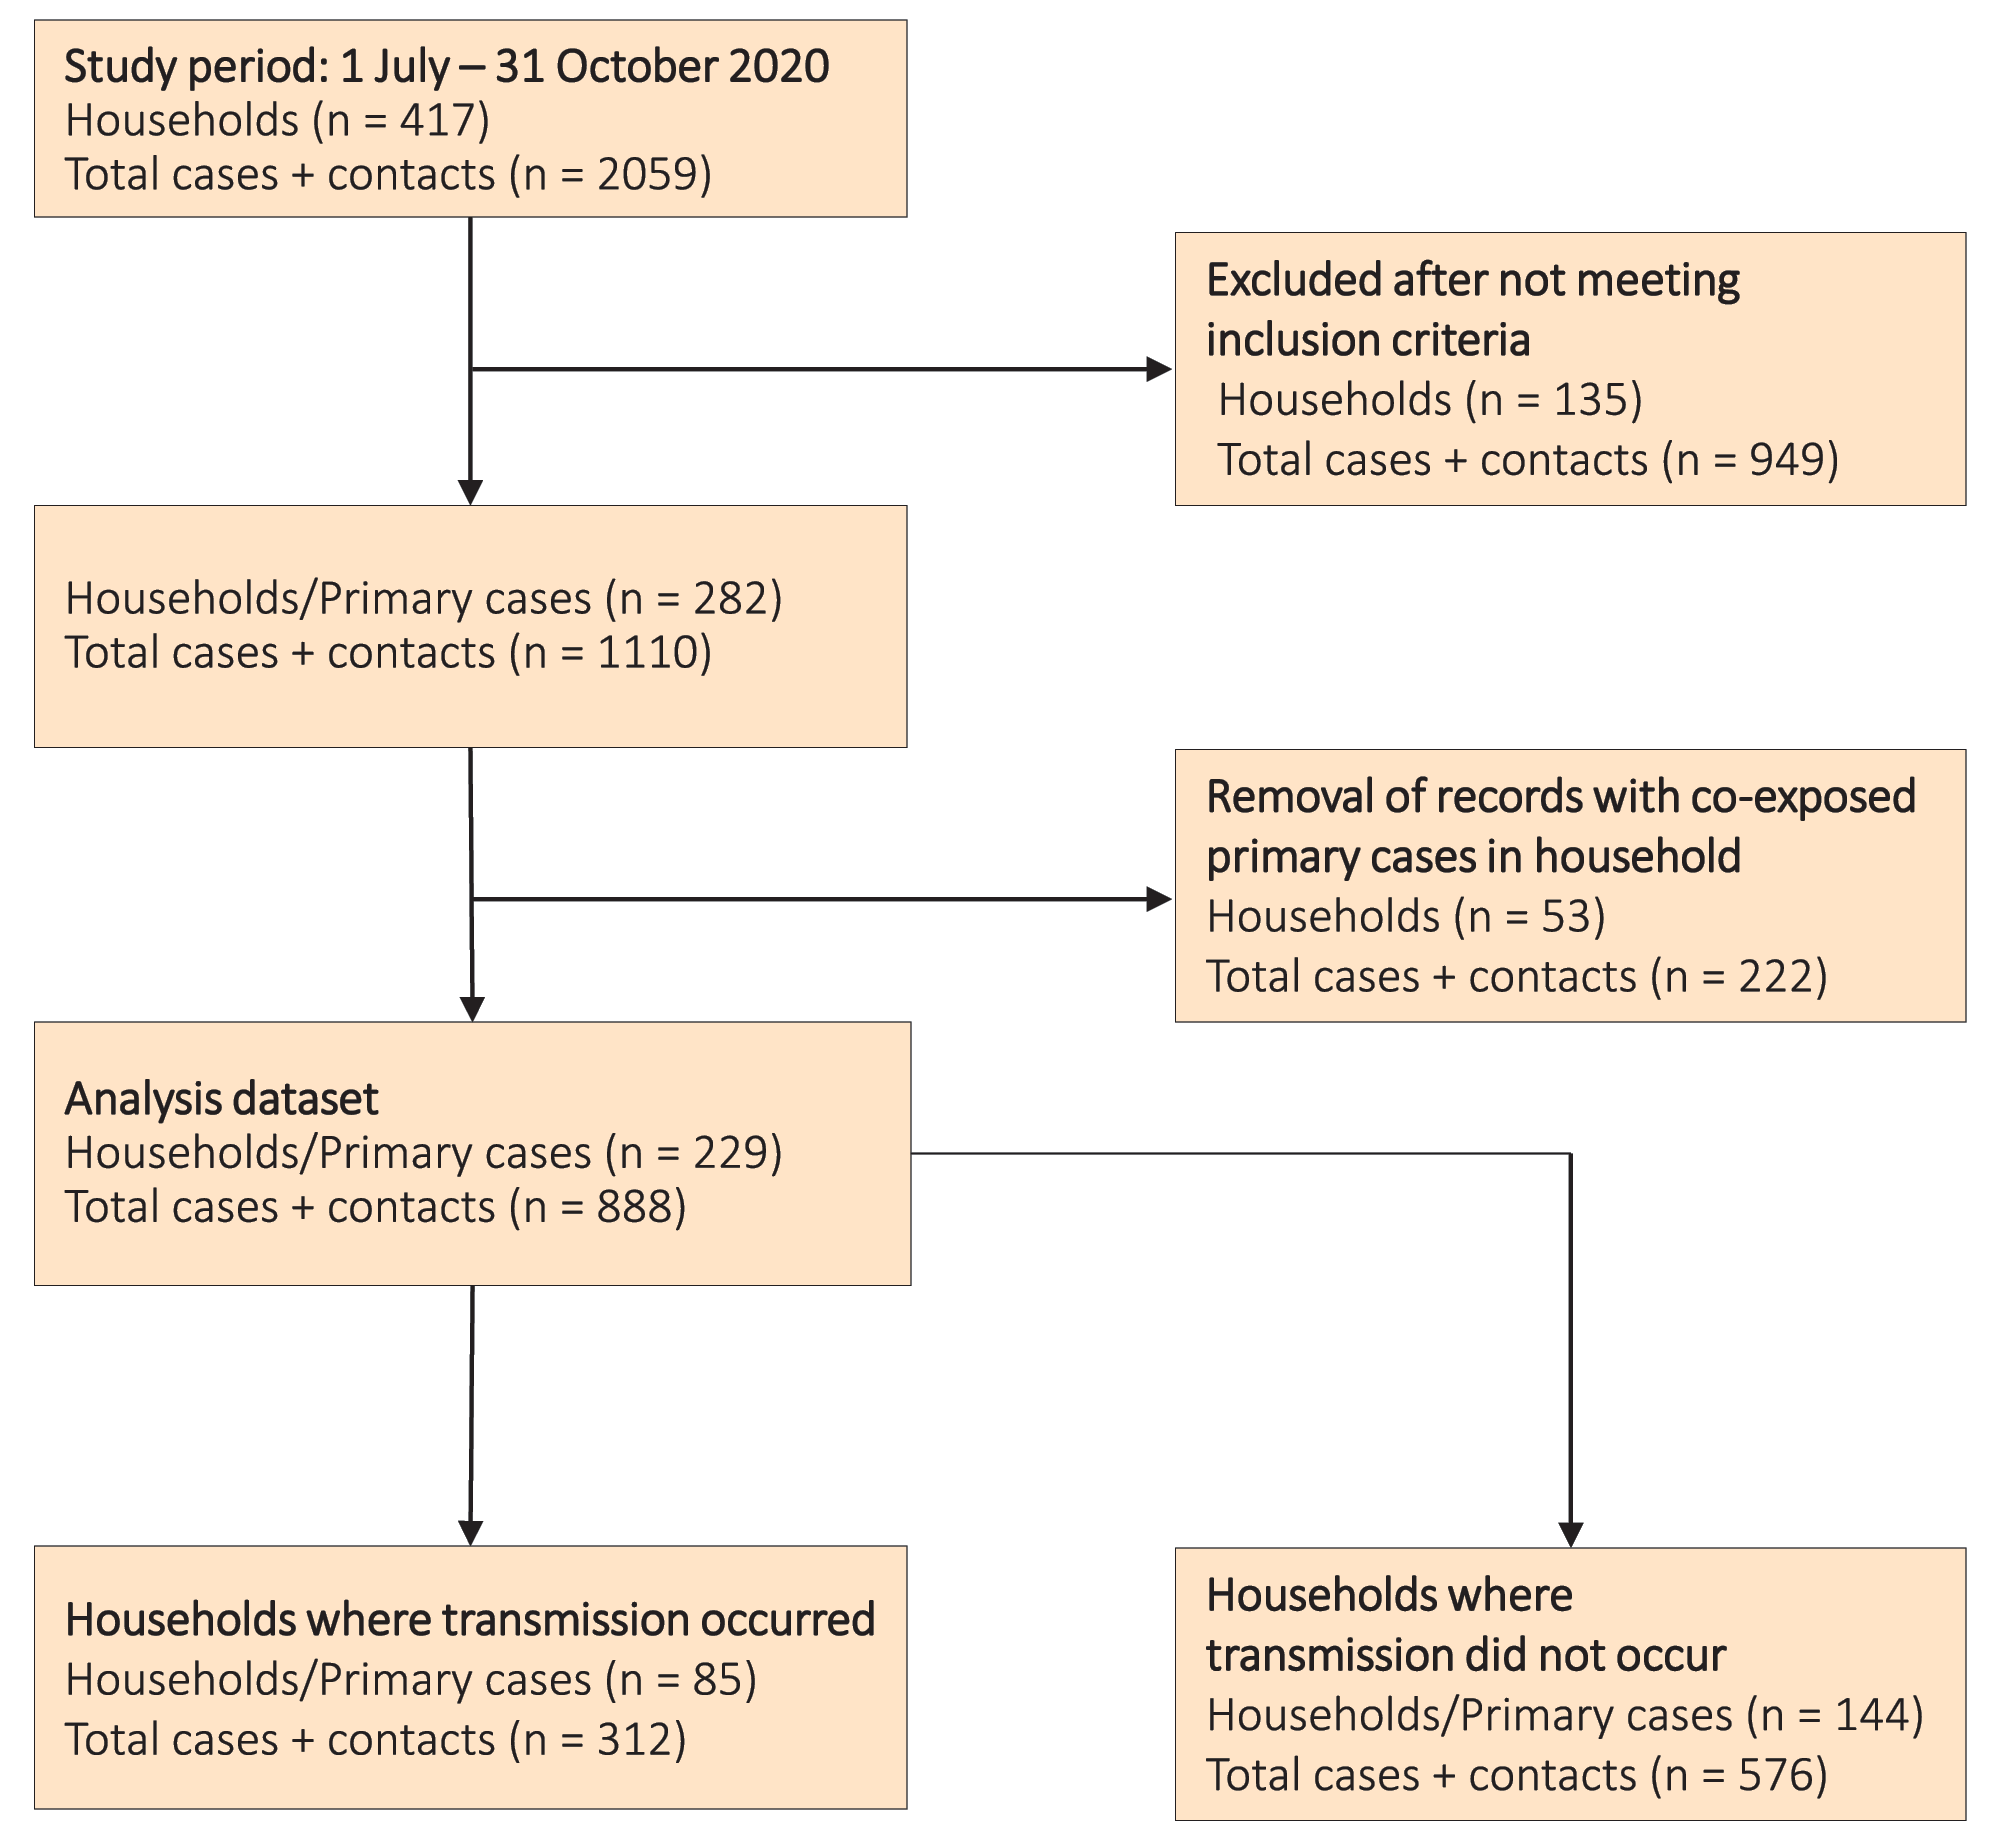 Study period: 1 July – 31 October 2020
Households (n = 417)
Total cases + contacts (n = 2059)
Excluded after not meeting
inclusion criteria
Households (n = 135)
Total cases + contacts (n = 949)
Households/Primary cases (n = 282)
Total cases + contacts (n = 1110)
Removal of records with co-exposed
primary cases in household
Households (n = 53)
Total cases + contacts (n = 222)
Analysis dataset
Households/Primary cases (n = 229)
Total cases + contacts (n = 888)
Households where transmission occurred
Households/Primary cases (n = 85)
Total cases + contacts (n = 312)
Households where
transmission did not occur
Households/Primary cases (n = 144)
Total cases + contacts (n = 576)